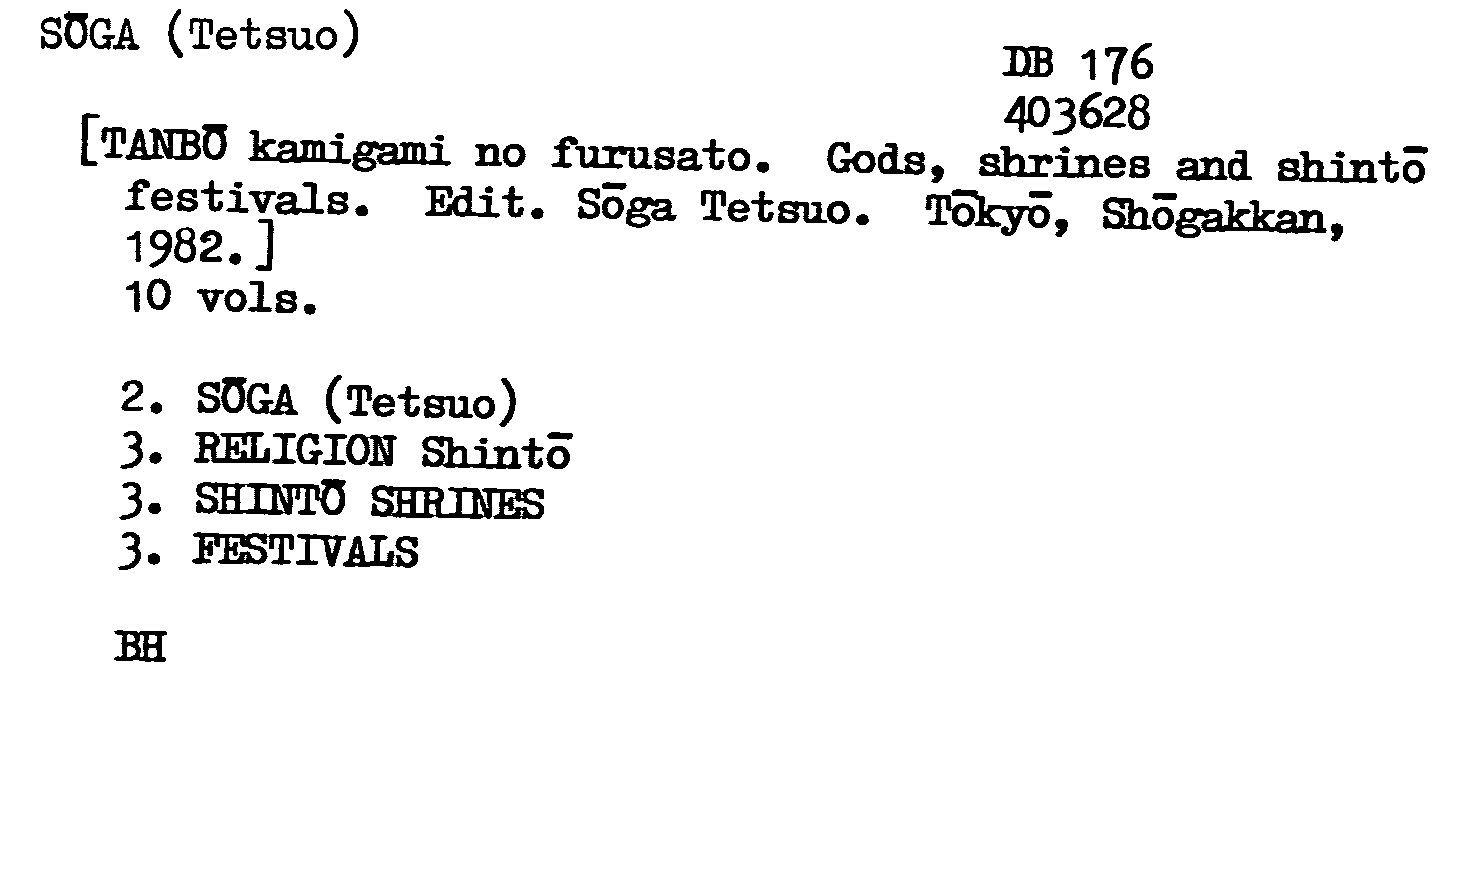 SŌGA (Tetsuo)
DB 176
403628
[TANBŌ kamigami no furusato. Gods, shrines and shintō
festivals. Edit. Sōga Tetsuo. Tōkyō, Shōgakkan,
1982.]
10 vols.
2. SŌGA (Tetsuo)
3. RELIGION Shintō
3. SHINTŌ SHRINES
3. FESTIVALS
BH